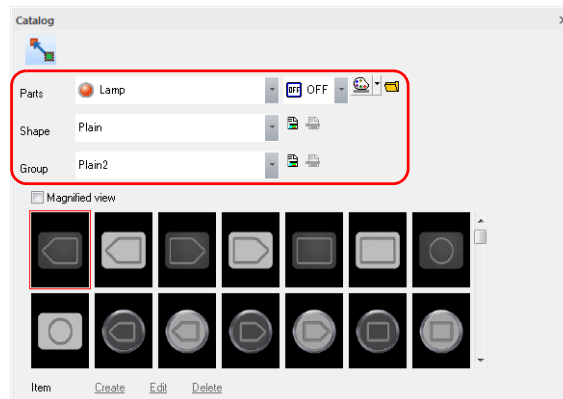 Catalog
Parts Lamp OFF OFF
Shape Plain
Group Plain2
Magnified view
Item Create Edit Delete